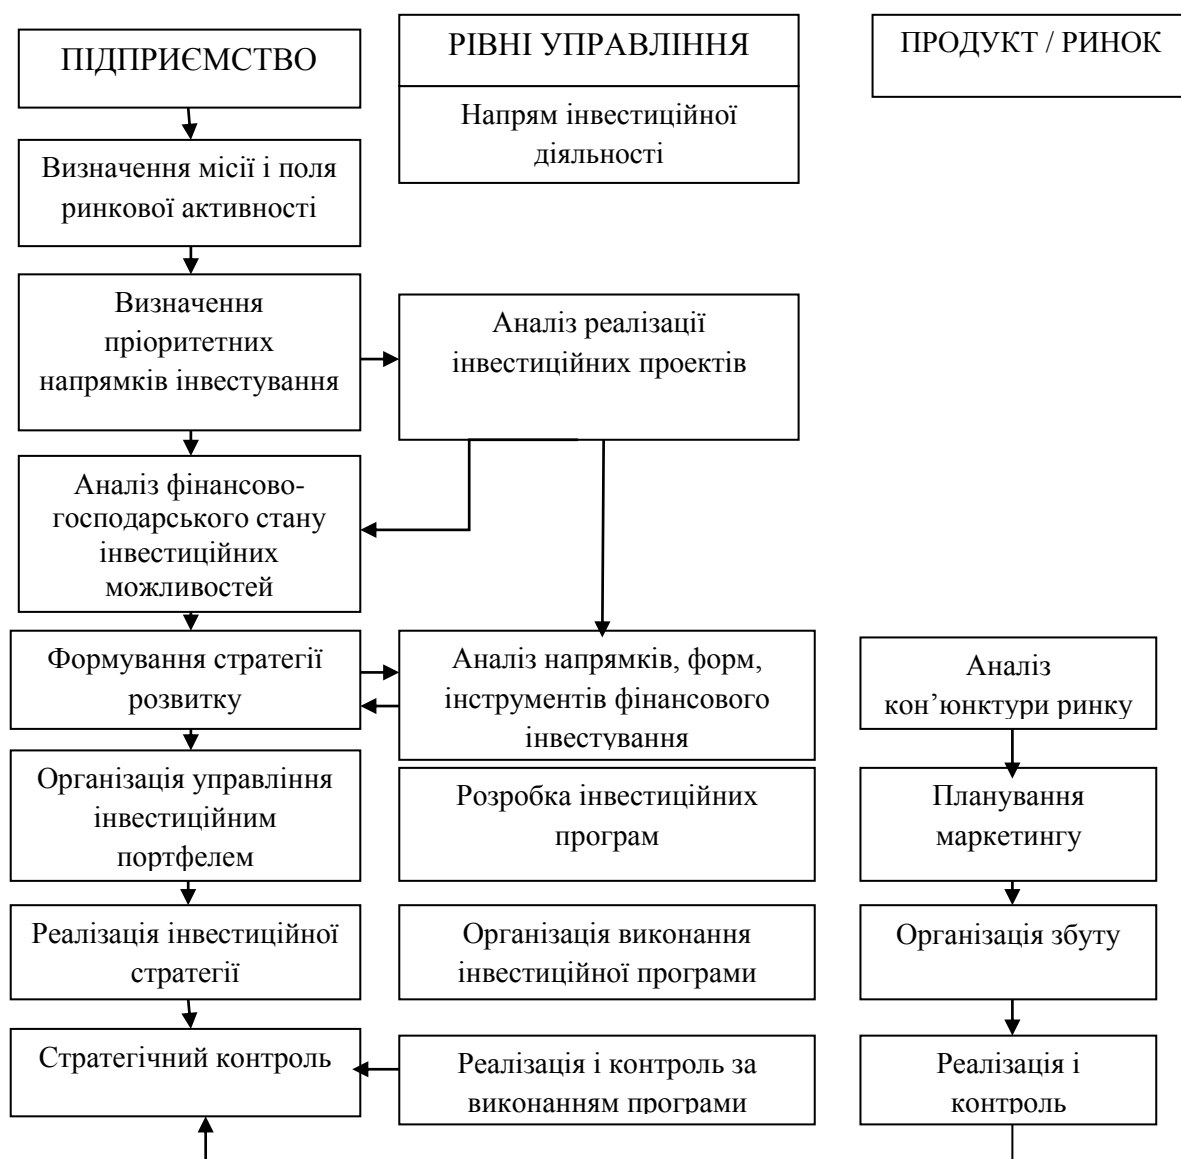 ПІДПРИЄМСТВО
РІВНІ УПРАВЛІННЯ
ПРОДУКТ / РИНОК
Напрям інвестиційної
діяльності
Визначення місії і поля
ринкової активності
Визначення
пріоритетних
напрямків інвестування
Аналіз реалізації
інвестиційних проектів
Аналіз фінансово-
господарського стану
інвестиційних
можливостей
Формування стратегії
розвитку
Аналіз напрямків, форм,
інструментів фінансового
інвестування
Аналіз
кон’юнктури ринку
Організація управління
інвестиційним
портфелем
Розробка інвестиційних
програм
Планування
маркетингу
Реалізація інвестиційної
стратегії
Організація виконання
інвестиційної програми
Організація збуту
Стратегічний контроль
Реалізація і контроль за
виконанням програми
Реалізація і
контроль